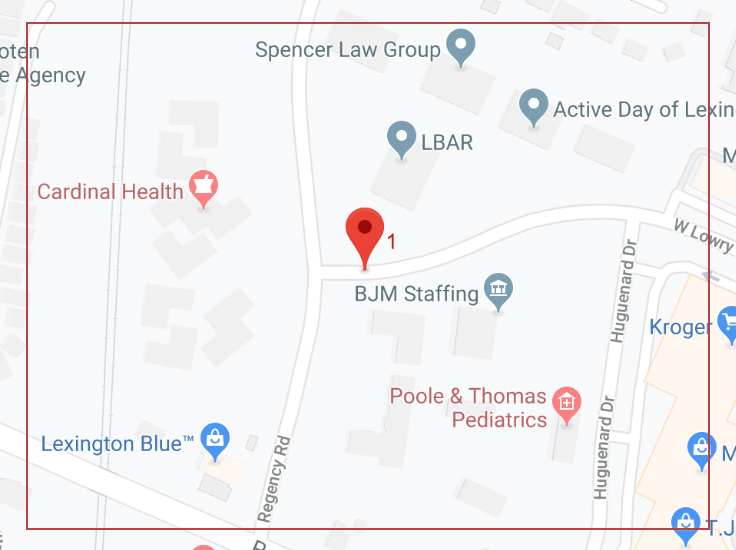 Spencer Law Group
oten
e Agency
Active Day of Lexin
LBAR
M
Cardinal Health
W Lowry
1
Huguenard Dr
BJM Staffing
Kroger
Poole & Thomas
Pediatrics
Huguenard Dr
Lexington Blue™
Regency Rd
M
T.J